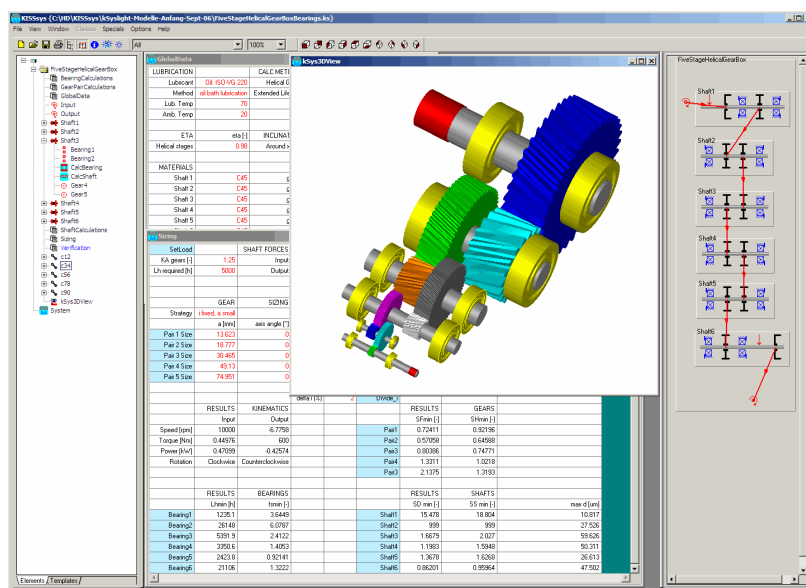 KISSsys {C:\HD\KISSsys\kSyslight-Modelle-Anfang-Sept-06\FiveStageHelicalGearBoxBearings.ks}
File View Window Classes Specials Options Help
All 100%
FiveStageHelicalGearBox
BearingCalculations
GearPairCalculations
GlobalData
Input
Output
Shaft1
Shaft2
Shaft3
Bearing1
Bearing2
CalcBearing
CalcShaft
Gear4
Gear5
Shaft4
Shaft5
Shaft6
ShaftCalculations
Sizing
Verification
c12
c34
c56
c78
c90
kSys3DView
System
Elements Templates
GlobalData
LUBRICATION CALC METI
Lubricant Oil: ISO-VG 220 Helical G
Method oil bath lubrication Extended Life
Lub. Temp 70
Amb. Temp 20
ETA eta [-] INCLINAT
Helical stages 0.98 Around x
MATERIALS
Shaft 1 C45
Shaft 2 C45
Shaft 3 C45
Shaft 4 C45
Shaft 5 C45
Sizing
SetLoad SHAFT FORCES
KA gears [-] 1.25 Input
Lh required [h] 5000 Output
GEAR SIZING
Strategy i fixed, a small
a [mm] axis angle [°]
Pair 1 Size 13.623 0
Pair 2 Size 18.777 0
Pair 3 Size 30.465 0
Pair 4 Size 49.13 0
Pair 5 Size 74.951 0
delta i [%] 2 Divide_i
RESULTS KINEMATICS RESULTS GEARS
Input Output SFmin [-] SHmin [-]
Speed [rpm] 10000 -6.7758 Pair1 0.72411 0.92196
Torque [Nm] 0.44976 600 Pair2 0.57058 0.64588
Power [kW] 0.47099 -0.42574 Pair3 0.80386 0.74771
Rotation Clockwise Counterclockwise Pair4 1.3311 1.0218
Pair3 2.1375 1.3193
RESULTS BEARINGS RESULTS SHAFTS
Lhmin [h] fsmin [-] SD min [-] SS min [-] max d [um]
Bearing1 1235.1 3.6449 Shaft1 15.478 18.804 10.817
Bearing2 26148 6.0787 Shaft2 999 999 27.526
Bearing3 5391.9 2.4122 Shaft3 1.6679 2.027 59.626
Bearing4 3350.6 1.4053 Shaft4 1.1983 1.5948 50.311
Bearing5 2423.8 0.92141 Shaft5 1.3678 1.6268 26.613
Bearing6 21106 1.3222 Shaft6 0.86201 0.95964 47.502
kSys3DView
FiveStageHelicalGearBox
Shaft1
Shaft2
Shaft3
Shaft4
Shaft5
Shaft6